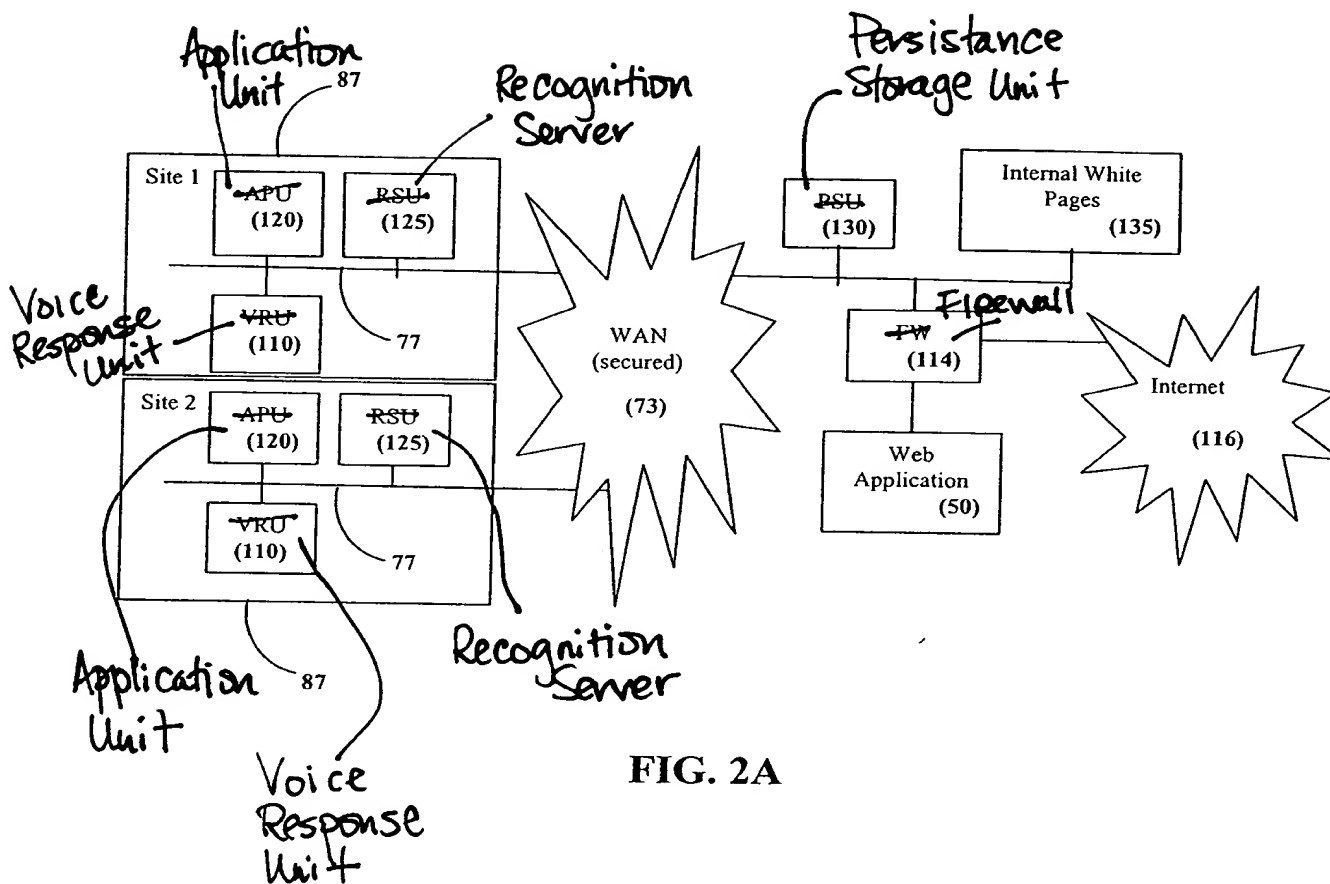 Application
Unit
87
Recognition
Server
Persistance
Storage Unit
Site 1
APU
(120)
RSU
(125)
PSU
(130)
Internal White
Pages
(135)
Voice
Response
Unit
VRU
(110)
77
WAN
(secured)
(73)
Firewall
FW
(114)
Internet
(116)
Site 2
APU
(120)
RSU
(125)
Web
Application
(50)
VRU
(110)
77
Application
Unit
87
Recognition
Server
Voice
Response
Unit
FIG. 2A